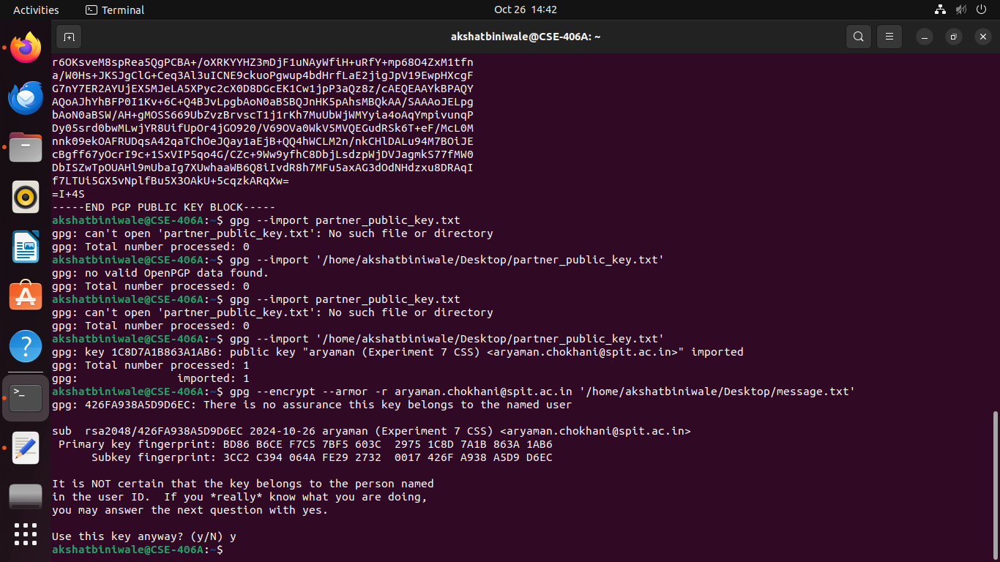 Activities
Terminal
Oct 26 14:42
akshatbiniwale@CSE-406A: ~
r6OKsveM8spRea5QgPCBA+/oXRKYYHZ3mDjF1uNAyWfiH+uRfY+mp68O4ZxM1tfn
a/W0Hs+JKSJgClG+Ceq3Al3uICNE9ckuoPgwup4bdHrfLaE2jigJpV19EwpHXcgF
G7nY7ER2AYUjEX5MJeLA5XPyc2cX0D8DGcEK1Cw1jpP3aQz8z/cAEQEAAYkBPAQY
AQoAJhYhBFP0I1Kv+6C+Q4BJvLpgbAoN0aBSBQJnHK5pAhsMBQkAA/SAAAoJELpg
bAoN0aBSW/AH+gMOSS669UbZvzBrvscT1j1rKh7MuUbWjWMYyia4oAqYmpivunqP
Dy05srd0bwMLwjYR8UifUpOr4jGO920/V69OVa0WkV5MVQEGudRSk6T+eF/McL0M
nnk09ekOAFRUDqsA42qaTChOeJQay1aEjB+QQ4hWCLM2n/nkCHlDALu94M7BOiJE
cBgff67yOcrI9c+1SxVIP5qo4G/CZc+9Ww9yfhC8DbjLsdzpWjDVJagmkS77fMW0
DbISZwTpOUAHl9mUbaIg7XUwhaaWB6Q8iIvdR8h7MFu5axAG3dOdNHdzxu8DRAqI
f7LTUi5GX5vNplfBu5X3OAkU+5cqzkARqXw=
=I+4S
-----END PGP PUBLIC KEY BLOCK-----
akshatbiniwale@CSE-406A:~$ gpg --import partner_public_key.txt
gpg: can't open 'partner_public_key.txt': No such file or directory
gpg: Total number processed: 0
akshatbiniwale@CSE-406A:~$ gpg --import '/home/akshatbiniwale/Desktop/partner_public_key.txt'
gpg: no valid OpenPGP data found.
gpg: Total number processed: 0
akshatbiniwale@CSE-406A:~$ gpg --import partner_public_key.txt
gpg: can't open 'partner_public_key.txt': No such file or directory
gpg: Total number processed: 0
akshatbiniwale@CSE-406A:~$ gpg --import '/home/akshatbiniwale/Desktop/partner_public_key.txt'
gpg: key 1C8D7A1B863A1AB6: public key "aryaman (Experiment 7 CSS) <aryaman.chokhani@spit.ac.in>" imported
gpg: Total number processed: 1
gpg:               imported: 1
akshatbiniwale@CSE-406A:~$ gpg --encrypt --armor -r aryaman.chokhani@spit.ac.in '/home/akshatbiniwale/Desktop/message.txt'
gpg: 426FA938A5D9D6EC: There is no assurance this key belongs to the named user
sub  rsa2048/426FA938A5D9D6EC 2024-10-26 aryaman (Experiment 7 CSS) <aryaman.chokhani@spit.ac.in>
Primary key fingerprint: BD86 B6CE F7C5 7BF5 603C  2975 1C8D 7A1B 863A 1AB6
Subkey fingerprint: 3CC2 C394 064A FE29 2732  0017 426F A938 A5D9 D6EC
It is NOT certain that the key belongs to the person named
in the user ID.  If you *really* know what you are doing,
you may answer the next question with yes.
Use this key anyway? (y/N) y
akshatbiniwale@CSE-406A:~$